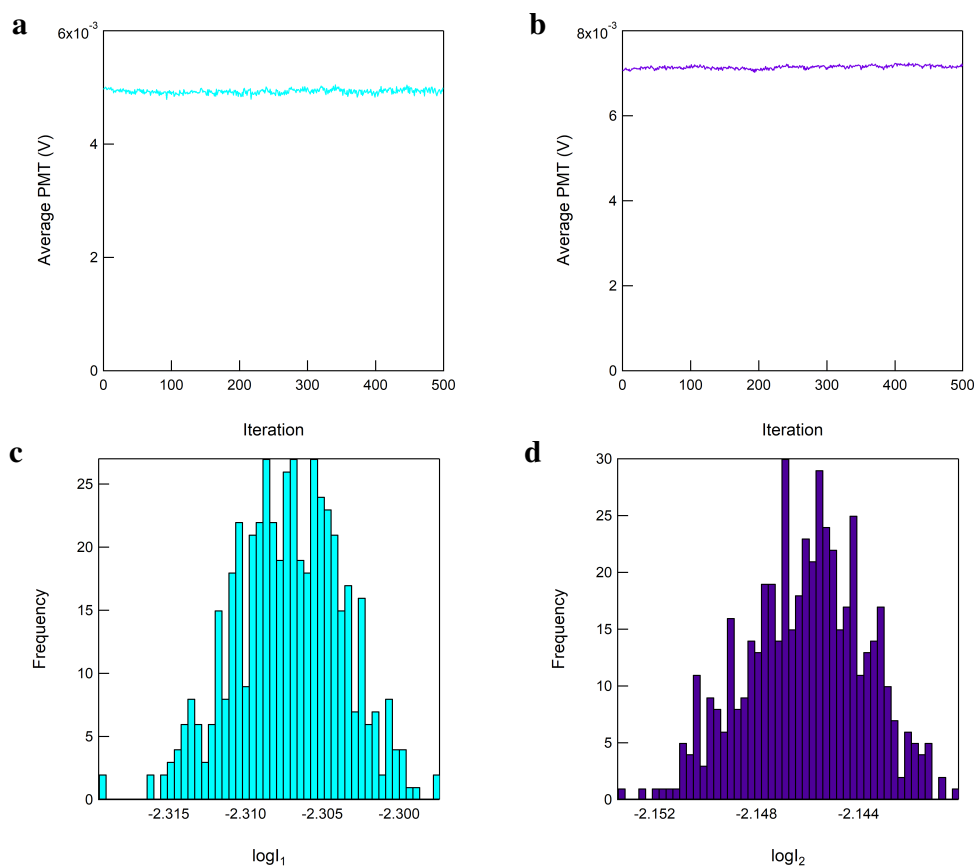 a
6x10⁻³
4
2
0
Average PMT (V)
0 100 200 300 400 500
Iteration
b
8x10⁻³
6
4
2
0
Average PMT (V)
0 100 200 300 400 500
Iteration
c
25
20
15
10
5
0
Frequency
-2.315 -2.310 -2.305 -2.300
logI₁
d
30
25
20
15
10
5
0
Frequency
-2.152 -2.148 -2.144
logI₂